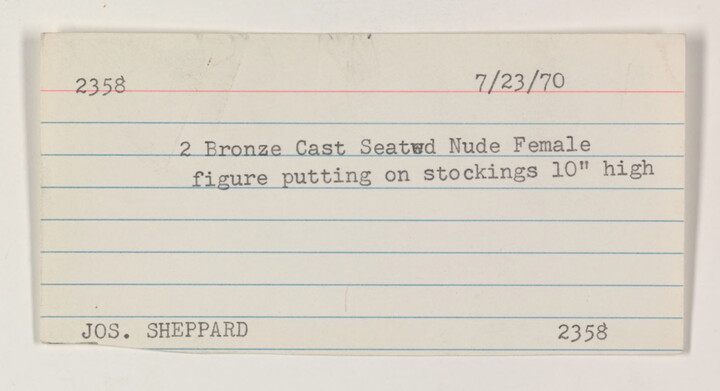 2358 7/23/70
2 Bronze Cast Seatwd Nude Female
figure putting on stockings 10" high
JOS. SHEPPARD 2358